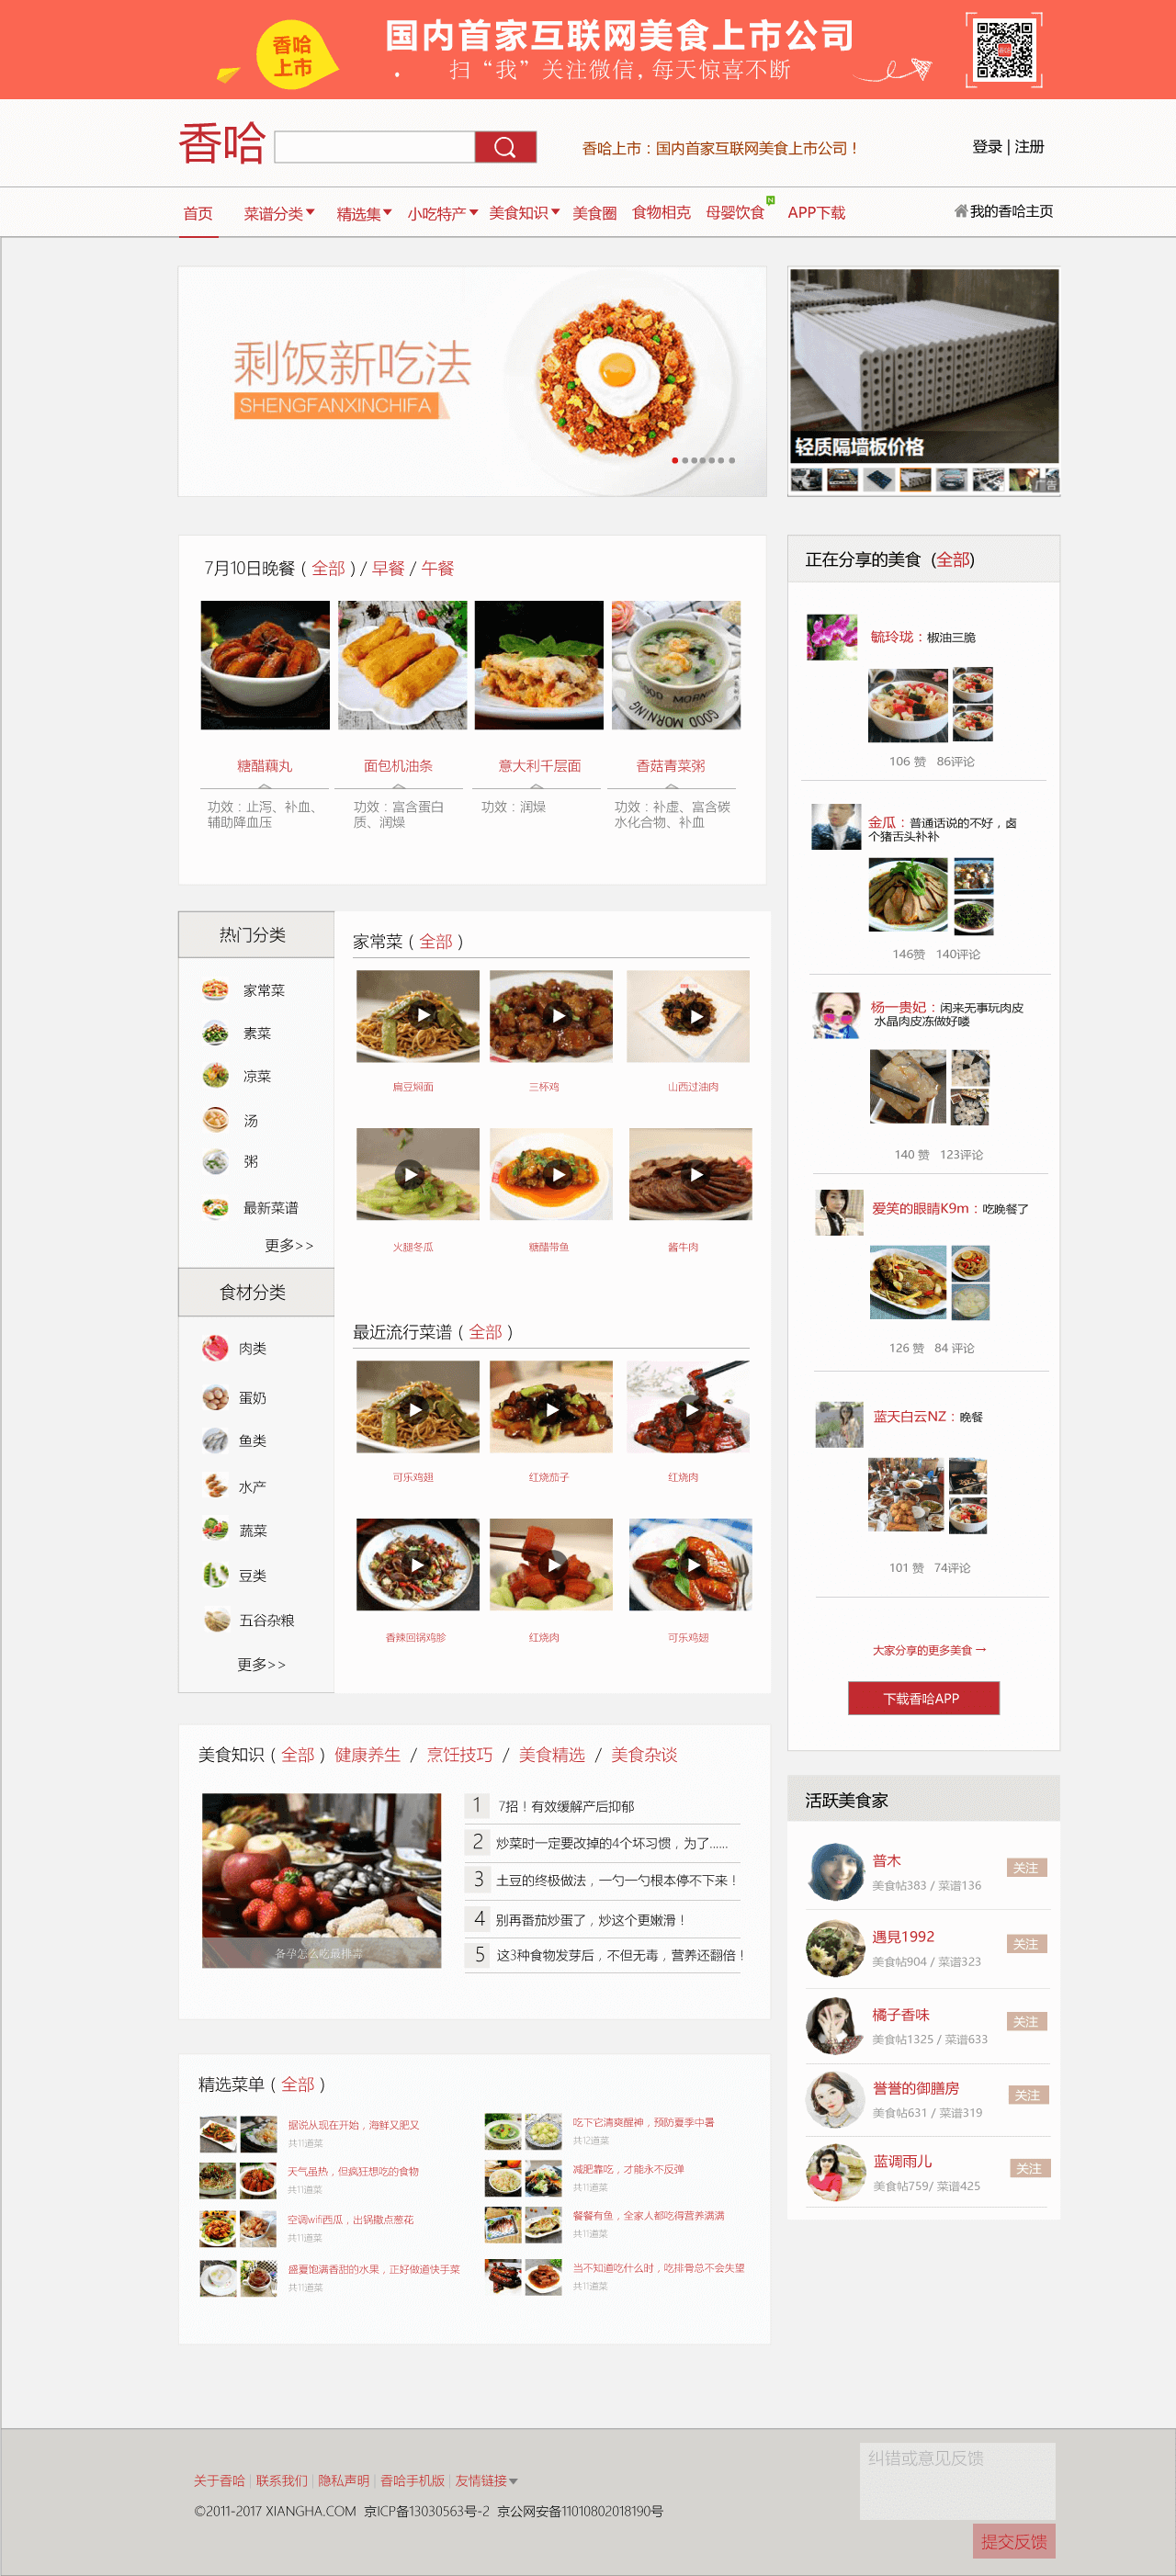 香哈
上市
国内首家互联网美食上市公司
扫“我”关注微信，每天惊喜不断
香哈
香哈上市：国内首家互联网美食上市公司！
登录 | 注册
首页 菜谱分类 精选集 小吃特产 美食知识 美食圈 食物相克 母婴饮食 APP下载
我的香哈主页
剩饭新吃法
SHENGFANXINCHIFA
轻质隔墙板价格
广告
7月10日晚餐 ( 全部 ) / 早餐 / 午餐
糖醋藕丸
功效：止泻、补血、
辅助降血压
面包机油条
功效：富含蛋白
质、润燥
意大利千层面
功效：润燥
香菇青菜粥
功效：补虚、富含碳
水化合物、补血
GOOD MORNING
正在分享的美食 (全部)
毓玲珑：椒油三脆
106 赞 86评论
金瓜：普通话说的不好，卤
个猪舌头补补
146赞 140评论
杨一贵妃：闲来无事玩肉皮
水晶肉皮冻做好喽
140 赞 123评论
爱笑的眼睛K9m：吃晚餐了
126 赞 84 评论
蓝天白云NZ：晚餐
101 赞 74评论
大家分享的更多美食→
下载香哈APP
热门分类
家常菜
素菜
凉菜
汤
粥
最新菜谱
更多>>
食材分类
肉类
蛋奶
鱼类
水产
蔬菜
豆类
五谷杂粮
更多>>
家常菜 ( 全部 )
扁豆焖面 三杯鸡 山西过油肉
火腿冬瓜 糖醋带鱼 酱牛肉
最近流行菜谱 ( 全部 )
可乐鸡翅 红烧茄子 红烧肉
香辣回锅鸡胗 红烧肉 可乐鸡翅
美食知识 ( 全部 ) 健康养生 / 烹饪技巧 / 美食精选 / 美食杂谈
备孕怎么吃最排毒
1 7招！有效缓解产后抑郁
2 炒菜时一定要改掉的4个坏习惯，为了......
3 土豆的终极做法，一勺一勺根本停不下来！
4 别再番茄炒蛋了，炒这个更嫩滑！
5 这3种食物发芽后，不但无毒，营养还翻倍！
活跃美食家
普木
美食帖383 / 菜谱136
关注
遇見1992
美食帖904 / 菜谱323
关注
橘子香味
美食帖1325 / 菜谱633
关注
誉誉的御膳房
美食帖631 / 菜谱319
关注
蓝调雨儿
美食帖759/ 菜谱425
关注
精选菜单 ( 全部 )
据说从现在开始，海鲜又肥又
共11道菜
天气虽热，但疯狂想吃的食物
共11道菜
空调wifi西瓜，出锅撒点葱花
共11道菜
盛夏饱满香甜的水果，正好做道快手菜
共11道菜
吃下它清爽醒神，预防夏季中暑
共12道菜
减肥靠吃，才能永不反弹
共11道菜
餐餐有鱼，全家人都吃得营养满满
共11道菜
当不知道吃什么时，吃排骨总不会失望
共11道菜
关于香哈 | 联系我们 | 隐私声明 | 香哈手机版 | 友情链接
©2011-2017 XIANGHA.COM 京ICP备13030563号-2 京公网安备11010802018190号
纠错或意见反馈
提交反馈